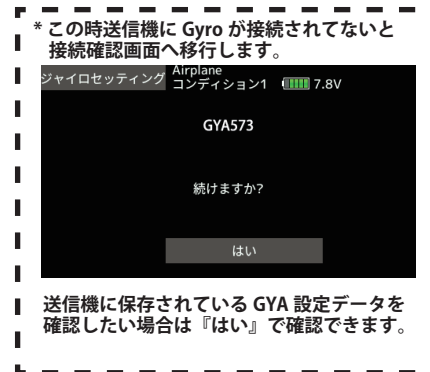 * この時送信機に Gyro が接続されてないと
接続確認画面へ移行します。
ジャイロセッティング
Airplane
コンディション1 7.8V
GYA573
続けますか?
はい
送信機に保存されている GYA 設定データを
確認したい場合は『はい』で確認できます。